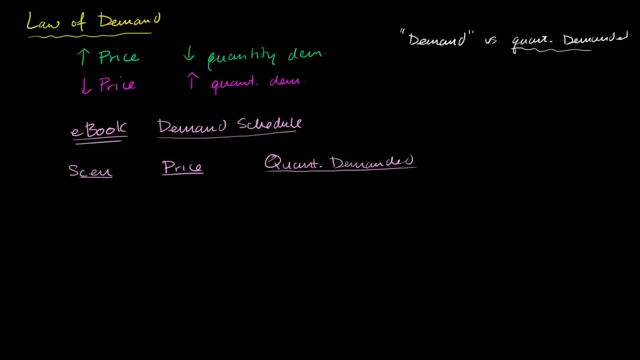 Law of Demand
↑ Price ↓ quantity dem.
↓ Price ↑ quant. dem.
"Demand" vs quant. Demanded
eBook Demand Schedule
Scen Price Quant. Demanded